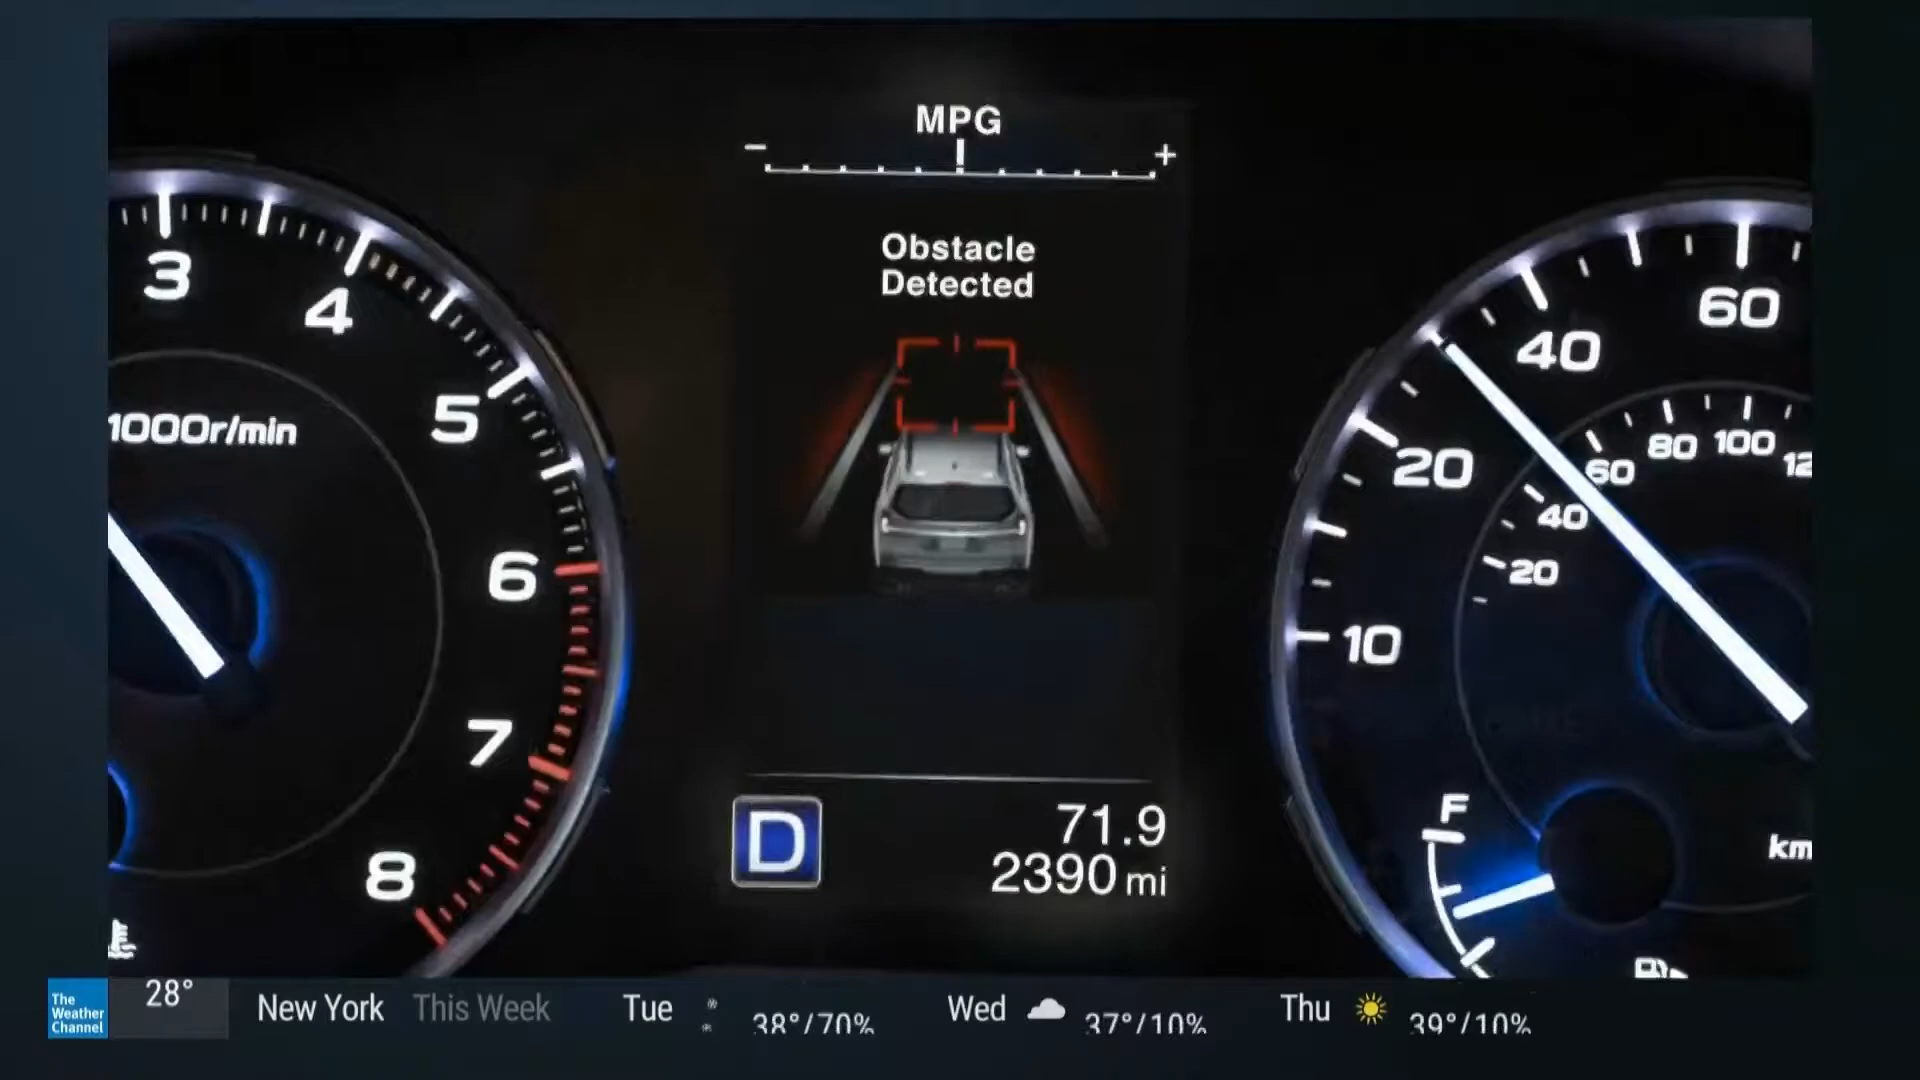 MPG
- +
Obstacle
Detected
3
4
5
6
7
8
1000r/min
10
20
40
60
20
40
60
80
100
km
F
D
71.9
2390 mi
The
Weather
Channel
28°
New York This Week Tue 38°/70% Wed 37°/10% Thu 39°/10%